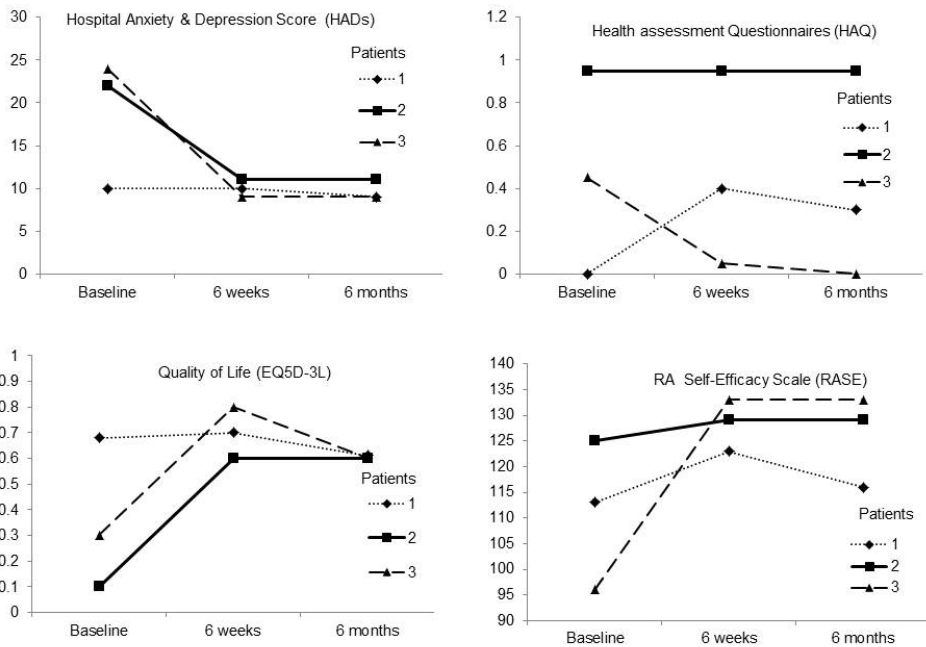 Hospital Anxiety & Depression Score (HADs)
30
25
20
15
10
5
0
Patients
1
2
3
Baseline
6 weeks
6 months
Health assessment Questionnaires (HAQ)
1.2
1
0.8
0.6
0.4
0.2
0
Patients
1
2
3
Baseline
6 weeks
6 months
Quality of Life (EQ5D-3L)
1
0.9
0.8
0.7
0.6
0.5
0.4
0.3
0.2
0.1
0
Patients
1
2
3
Baseline
6 weeks
6 months
RA Self-Efficacy Scale (RASE)
140
135
130
125
120
115
110
105
100
95
90
Patients
1
2
3
Baseline
6 weeks
6 months